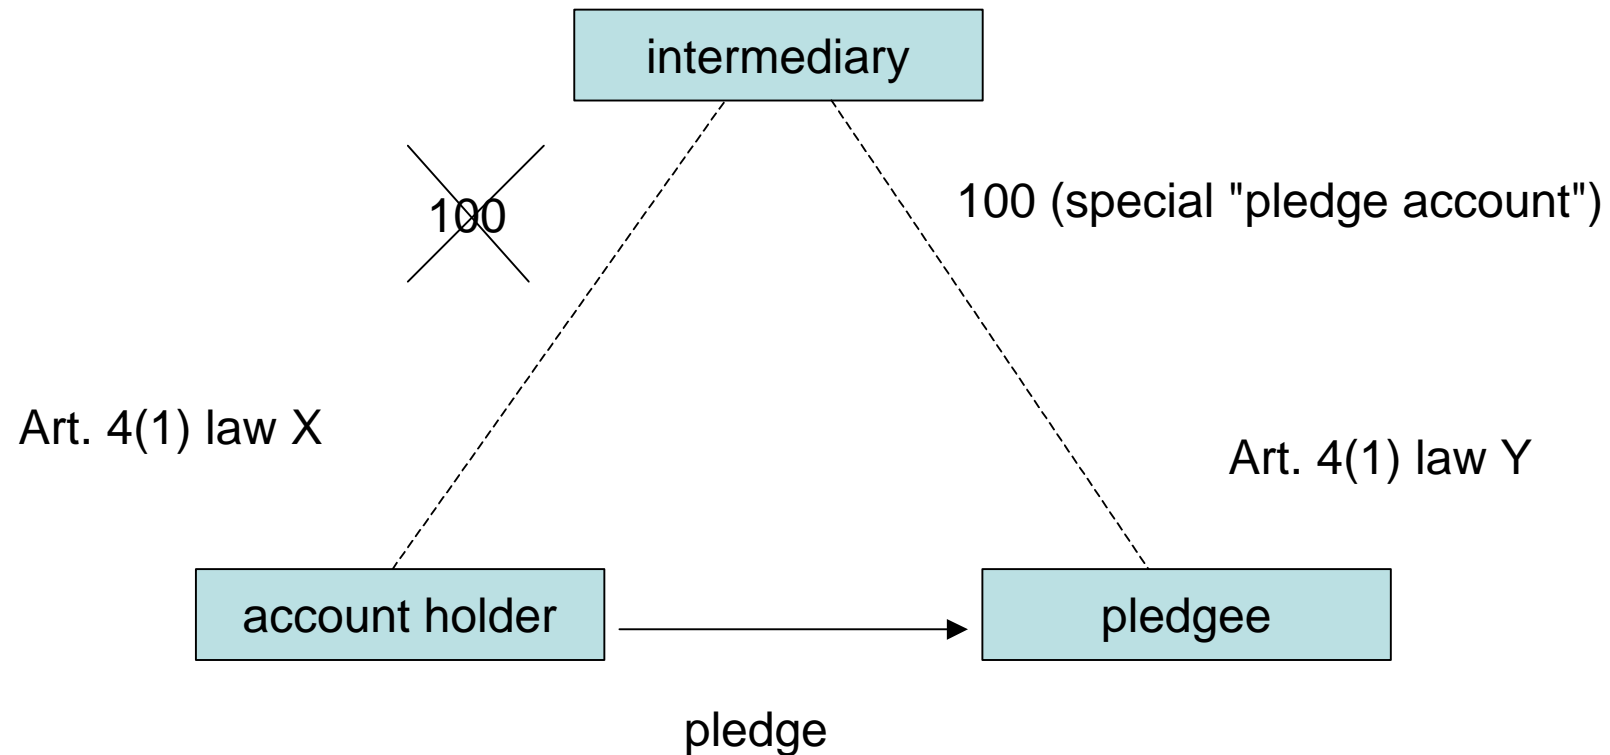 intermediary
100
100 (special "pledge account")
Art. 4(1) law X
Art. 4(1) law Y
account holder
pledgee
pledge